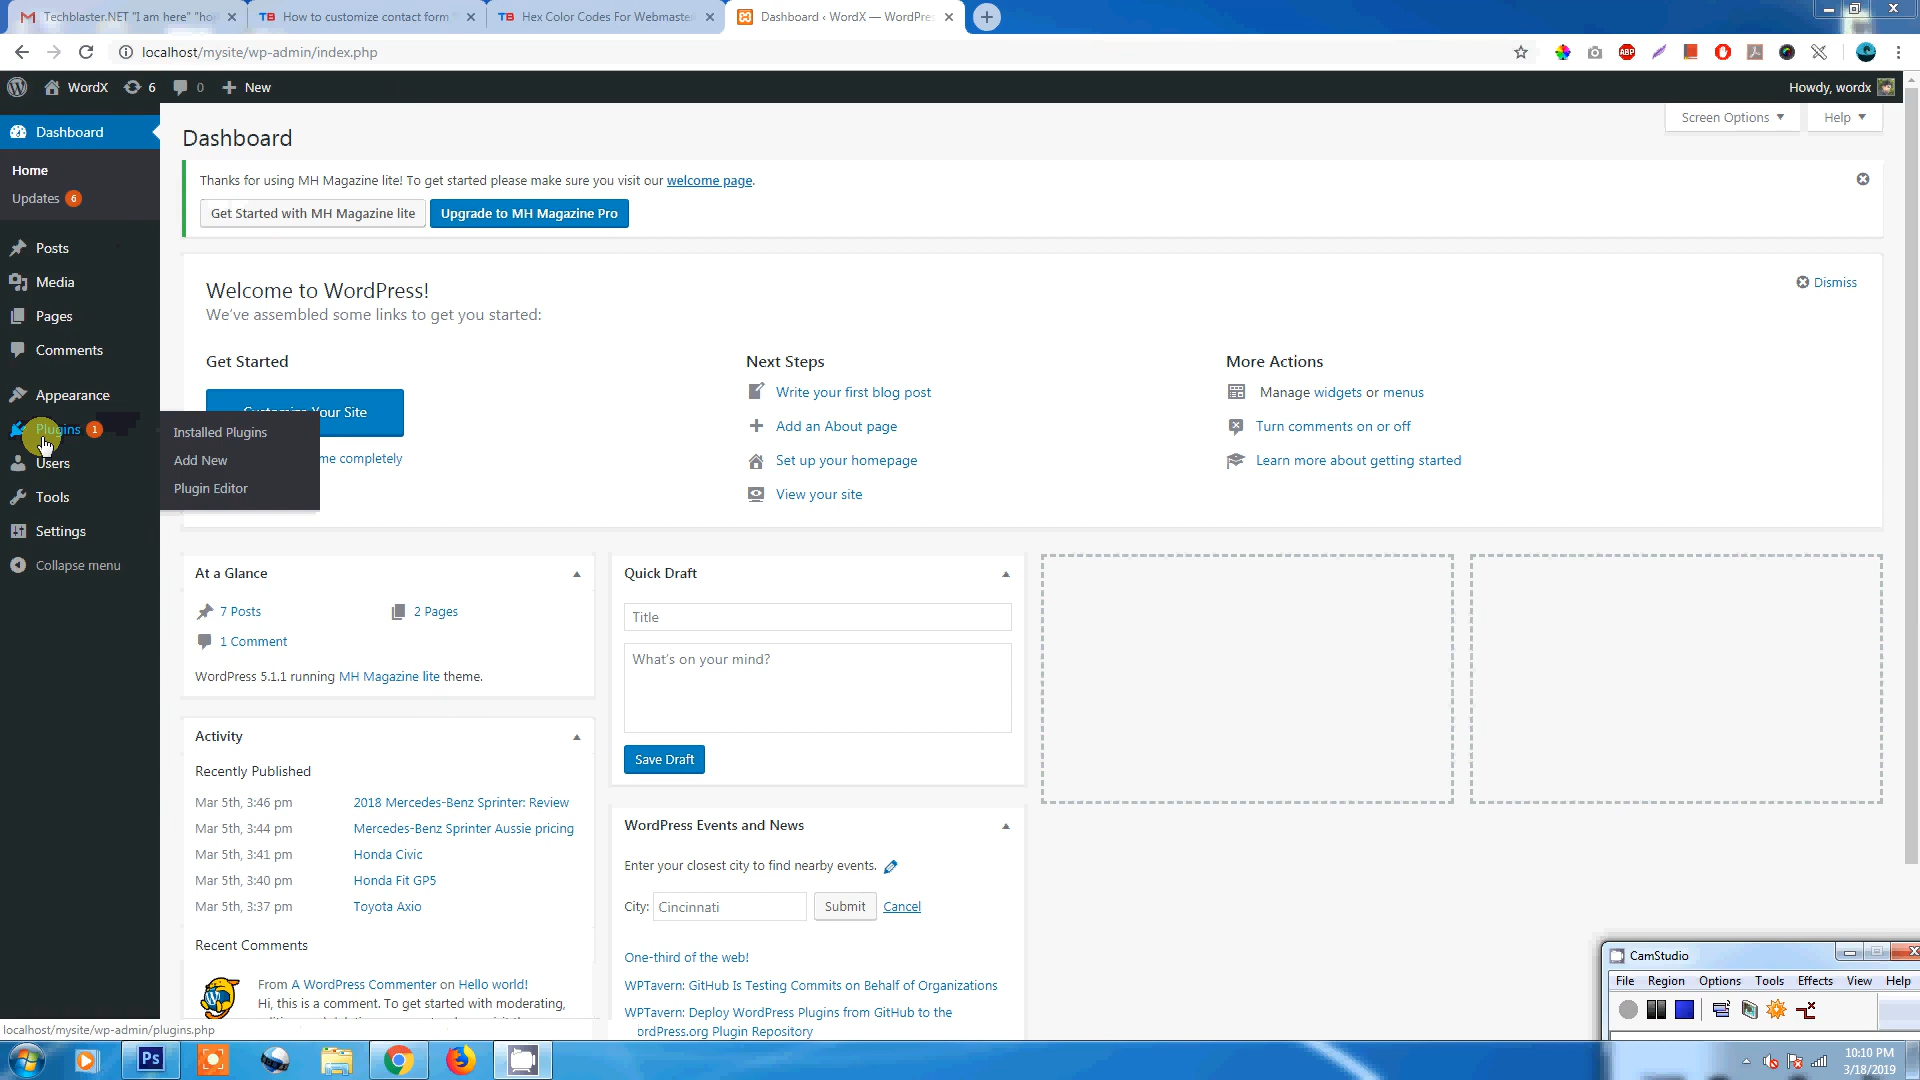 Techblaster.NET "I am here" "ho
How to customize contact form
Hex Color Codes For Webmaste
Dashboard ‹ WordX — WordPres
localhost/mysite/wp-admin/index.php
WordX
6
0
New
Howdy, wordx
Dashboard
Home
Updates 6
Posts
Media
Pages
Comments
Appearance
Plugins 1
Users
Tools
Settings
Collapse menu
Installed Plugins
Add New
Plugin Editor
Dashboard
Screen Options
Help
Thanks for using MH Magazine lite! To get started please make sure you visit our welcome page.
Get Started with MH Magazine lite
Upgrade to MH Magazine Pro
Welcome to WordPress!
We've assembled some links to get you started:
Dismiss
Get Started
Customize Your Site
me completely
Next Steps
Write your first blog post
Add an About page
Set up your homepage
View your site
More Actions
Manage widgets or menus
Turn comments on or off
Learn more about getting started
At a Glance
7 Posts
2 Pages
1 Comment
WordPress 5.1.1 running MH Magazine lite theme.
Activity
Recently Published
Mar 5th, 3:46 pm 2018 Mercedes-Benz Sprinter: Review
Mar 5th, 3:44 pm Mercedes-Benz Sprinter Aussie pricing
Mar 5th, 3:41 pm Honda Civic
Mar 5th, 3:40 pm Honda Fit GP5
Mar 5th, 3:37 pm Toyota Axio
Recent Comments
From A WordPress Commenter on Hello world!
Hi, this is a comment. To get started with moderating,
Quick Draft
Title
What's on your mind?
Save Draft
WordPress Events and News
Enter your closest city to find nearby events.
City: Cincinnati Submit Cancel
One-third of the web!
WPTavern: GitHub Is Testing Commits on Behalf of Organizations
WPTavern: Deploy WordPress Plugins from GitHub to the
ordPress.org Plugin Repository
localhost/mysite/wp-admin/plugins.php
CamStudio
File Region Options Tools Effects View Help
ABP
Ps
10:10 PM
3/18/2019